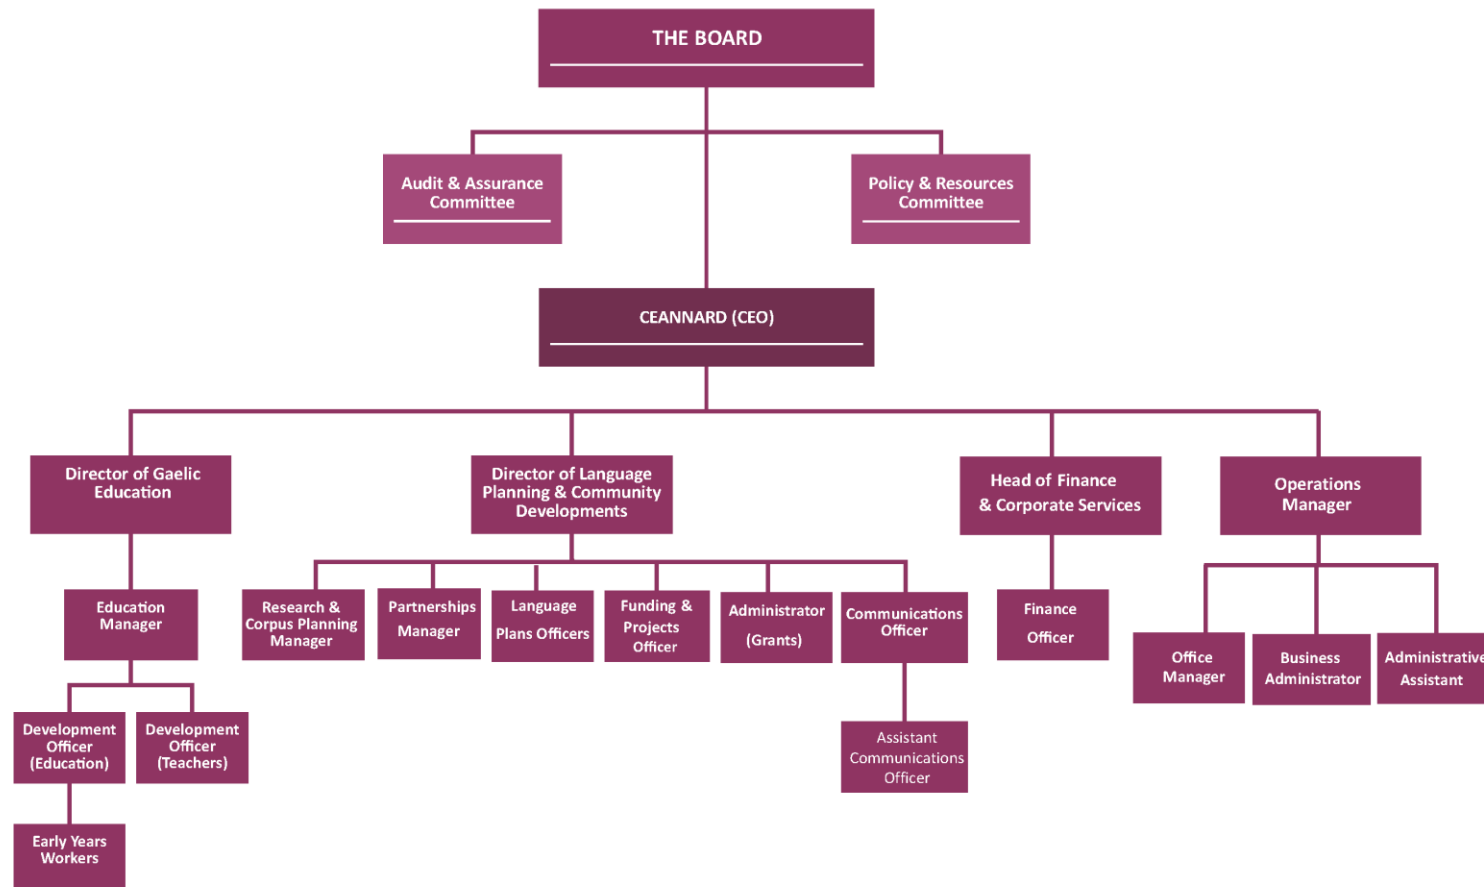 THE BOARD
Audit & Assurance
Committee
Policy & Resources
Committee
CEANNARD (CEO)
Director of Gaelic
Education
Director of Language
Planning & Community
Developments
Head of Finance
& Corporate Services
Operations
Manager
Education
Manager
Research &
Corpus Planning
Manager
Partnerships
Manager
Language
Plans Officers
Funding &
Projects
Officer
Administrator
(Grants)
Communications
Officer
Finance
Officer
Office
Manager
Business
Administrator
Administrative
Assistant
Development
Officer
(Education)
Development
Officer
(Teachers)
Assistant
Communications
Officer
Early Years
Workers